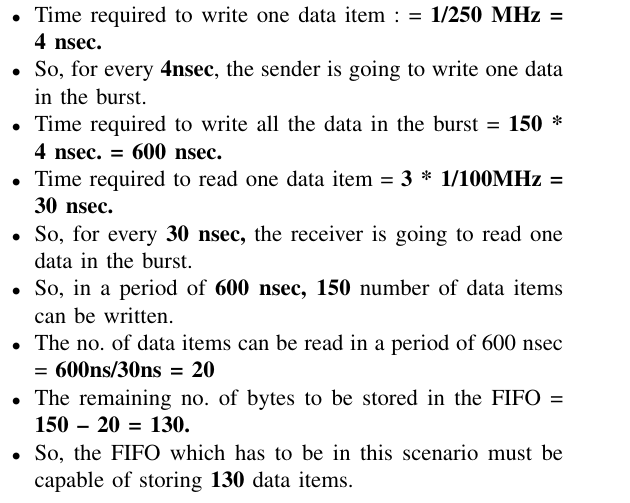 • Time required to write one data item : = 1/250 MHz =
4 nsec.
• So, for every 4nsec, the sender is going to write one data
in the burst.
• Time required to write all the data in the burst = 150 *
4 nsec. = 600 nsec.
• Time required to read one data item = 3 * 1/100MHz =
30 nsec.
• So, for every 30 nsec, the receiver is going to read one
data in the burst.
• So, in a period of 600 nsec, 150 number of data items
can be written.
• The no. of data items can be read in a period of 600 nsec
= 600ns/30ns = 20
• The remaining no. of bytes to be stored in the FIFO =
150 – 20 = 130.
• So, the FIFO which has to be in this scenario must be
capable of storing 130 data items.